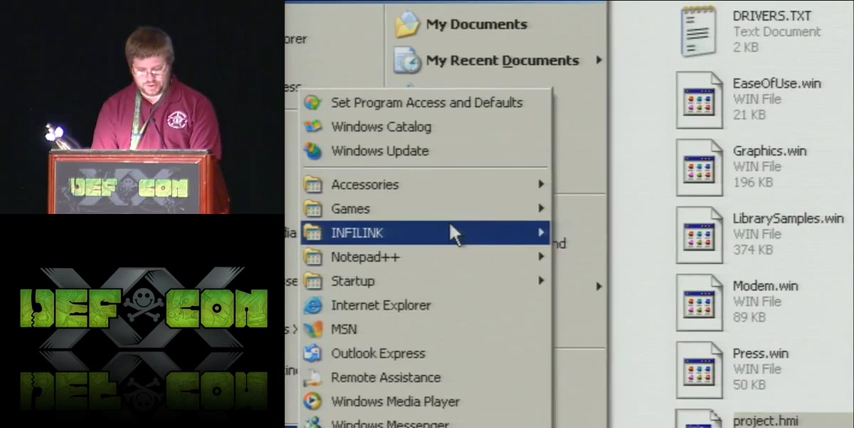 DEF CON
DEF CON
My Documents
My Recent Documents
Set Program Access and Defaults
Windows Catalog
Windows Update
Accessories
Games
INFILINK
Notepad++
Startup
Internet Explorer
MSN
Outlook Express
Remote Assistance
Windows Media Player
Windows Messenger
DRIVERS.TXT
Text Document
2 KB
EaseOfUse.win
WIN File
21 KB
Graphics.win
WIN File
196 KB
LibrarySamples.win
WIN File
374 KB
Modem.win
WIN File
89 KB
Press.win
WIN File
50 KB
project.hmi